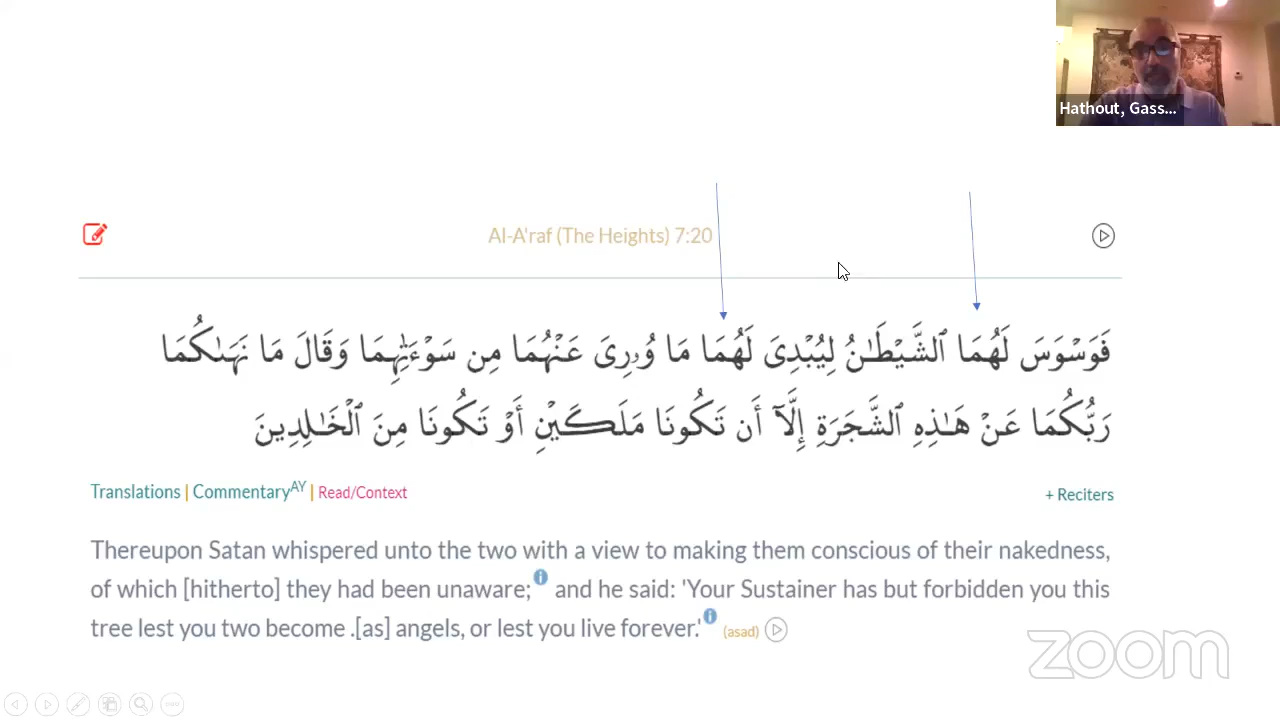 Hathout, Gass...
Al-A'raf (The Heights) 7:20
فَوَسْوَسَ لَهُمَا ٱلشَّيْطَـٰنُ لِيُبْدِىَ لَهُمَا مَا وُۥرِىَ عَنْهُمَا مِن سَوْءَٰتِهِمَا وَقَالَ مَا نَهَىٰكُمَا
رَبُّكُمَا عَنْ هَـٰذِهِ ٱلشَّجَرَةِ إِلَّآ أَن تَكُونَا مَلَكَيْنِ أَوْ تَكُونَا مِنَ ٱلْخَـٰلِدِينَ
Translations | Commentary AY | Read/Context
+ Reciters
Thereupon Satan whispered unto the two with a view to making them conscious of their nakedness,
of which [hitherto] they had been unaware; and he said: 'Your Sustainer has but forbidden you this
tree lest you two become .[as] angels, or lest you live forever.' (asad)
zoom